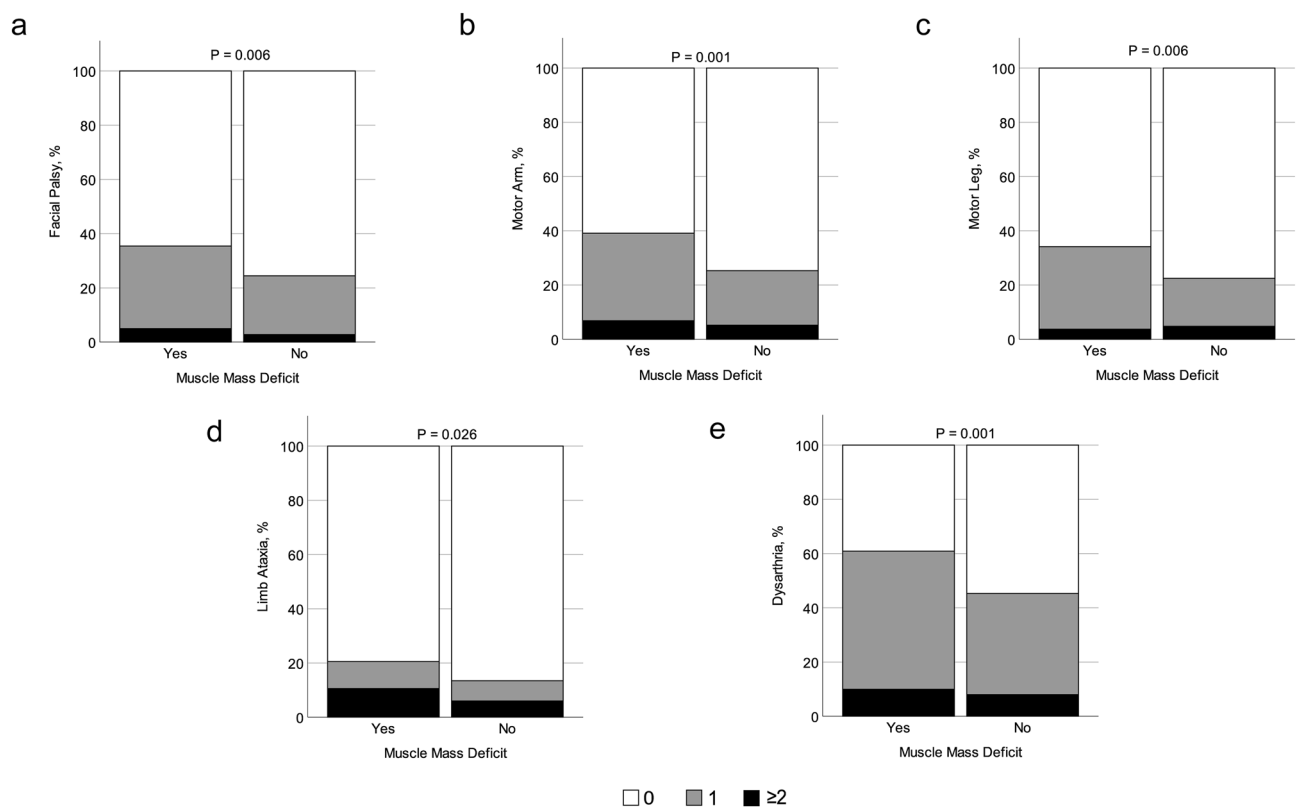 a
P = 0.006
100
80
60
40
20
0
Facial Palsy, %
Yes No
Muscle Mass Deficit
b
P = 0.001
100
80
60
40
20
0
Motor Arm, %
Yes No
Muscle Mass Deficit
c
P = 0.006
100
80
60
40
20
0
Motor Leg, %
Yes No
Muscle Mass Deficit
d
P = 0.026
100
80
60
40
20
0
Limb Ataxia, %
Yes No
Muscle Mass Deficit
e
P = 0.001
100
80
60
40
20
0
Dysarthria, %
Yes No
Muscle Mass Deficit
0 1 ≥2